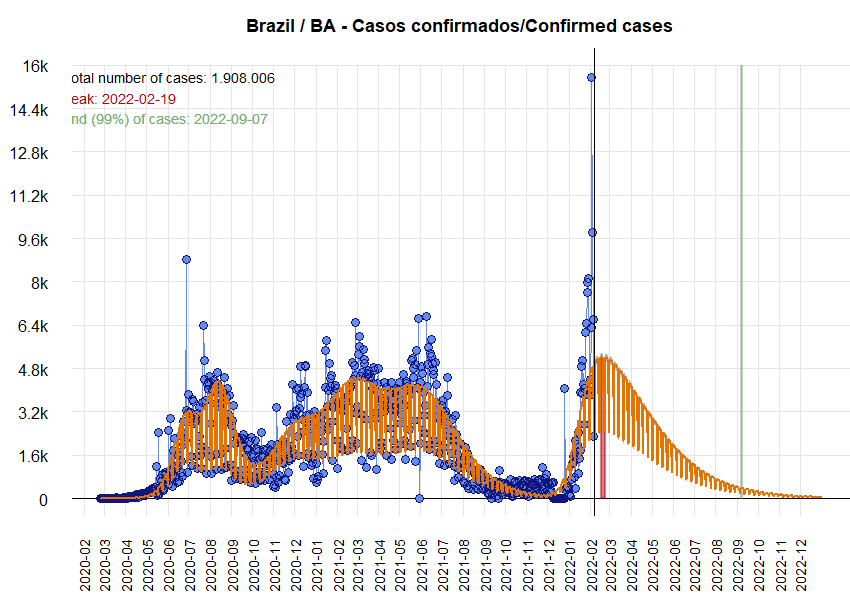 Brazil / BA - Casos confirmados/Confirmed cases
16k
otal number of cases: 1.908.006
eak: 2022-02-19
14.4k
nd (99%) of cases: 2022-09-07
12.8k
11.2k
9.6k
8k
6.4k
4.8k
3.2k
1.6k
0
2020-02
2020-03
2020-04
2020-05
2020-06
2020-07
2020-08
2020-09
2020-10
2020-11
2020-12
2021-01
2021-02
2021-03
2021-04
2021-05
2021-06
2021-07
2021-08
2021-09
2021-10
2021-11
2021-12
2022-01
2022-02
2022-03
2022-04
2022-05
2022-06
2022-07
2022-08
2022-09
2022-10
2022-11
2022-12